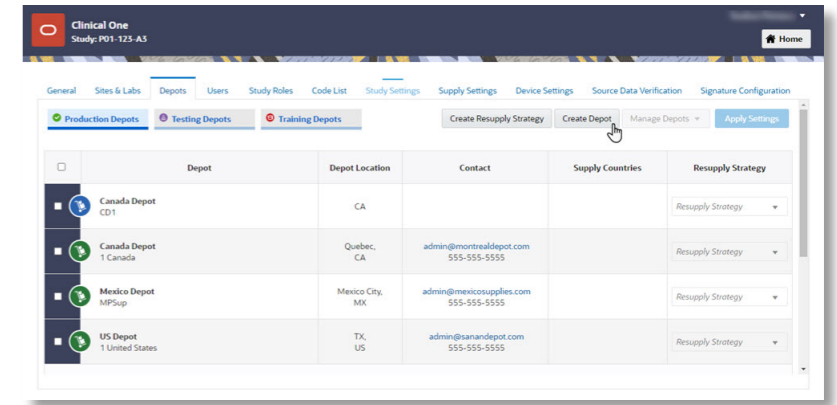 Clinical One
Study: P01-123-A3
Home
General Sites & Labs Depots Users Study Roles Code List Study Settings Supply Settings Device Settings Source Data Verification Signature Configuration
Production Depots Testing Depots Training Depots Create Resupply Strategy Create Depot Manage Depots Apply Settings
Depot Depot Location Contact Supply Countries Resupply Strategy
Canada Depot
CD1
CA
Resupply Strategy
Canada Depot
1 Canada
Quebec,
CA
admin@montrealdepot.com
555-555-5555
Resupply Strategy
Mexico Depot
MPSup
Mexico City,
MX
admin@mexicosupplies.com
555-555-5555
Resupply Strategy
US Depot
1 United States
TX,
US
admin@sanandepot.com
555-555-5555
Resupply Strategy